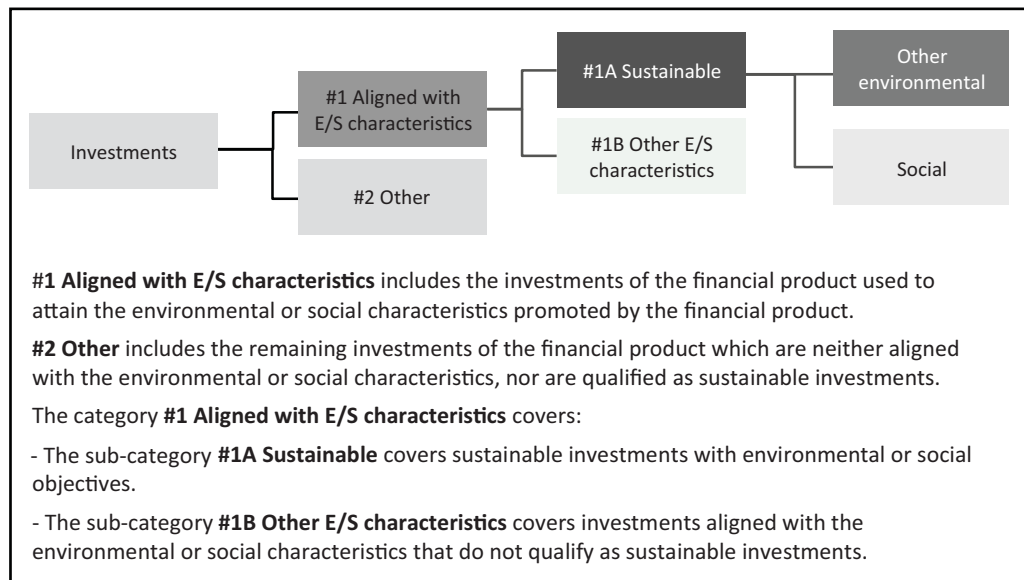 Investments
#1 Aligned with
E/S characteristics
#2 Other
#1A Sustainable
#1B Other E/S
characteristics
Other
environmental
Social
#1 Aligned with E/S characteristics includes the investments of the financial product used to
attain the environmental or social characteristics promoted by the financial product.
#2 Other includes the remaining investments of the financial product which are neither aligned
with the environmental or social characteristics, nor are qualified as sustainable investments.
The category #1 Aligned with E/S characteristics covers:
- The sub-category #1A Sustainable covers sustainable investments with environmental or social
objectives.
- The sub-category #1B Other E/S characteristics covers investments aligned with the
environmental or social characteristics that do not qualify as sustainable investments.